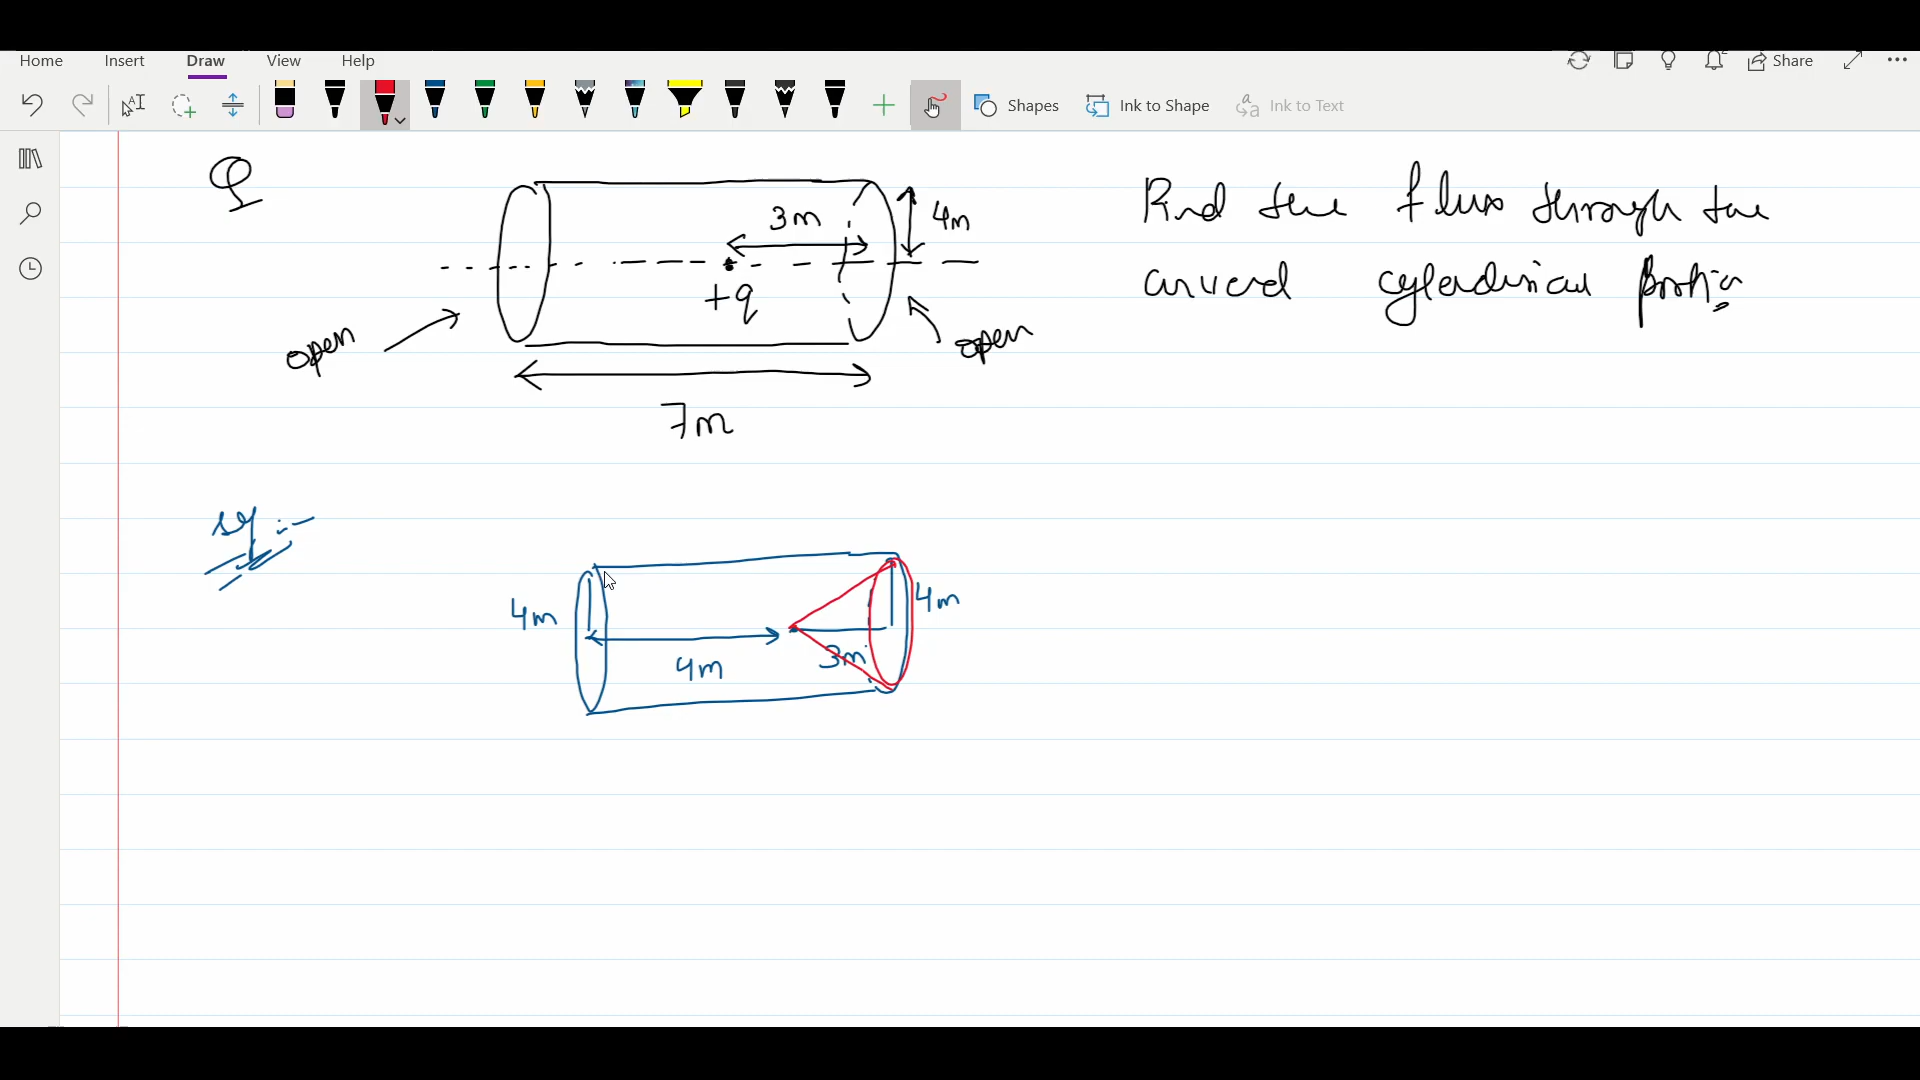 Home Insert Draw View Help
Share
Shapes Ink to Shape Ink to Text
Q
Find the flux through the
curved cylindrical portion
3m
4m
+q
open
open
7m
Sol :-
4m
4m
4m
3m